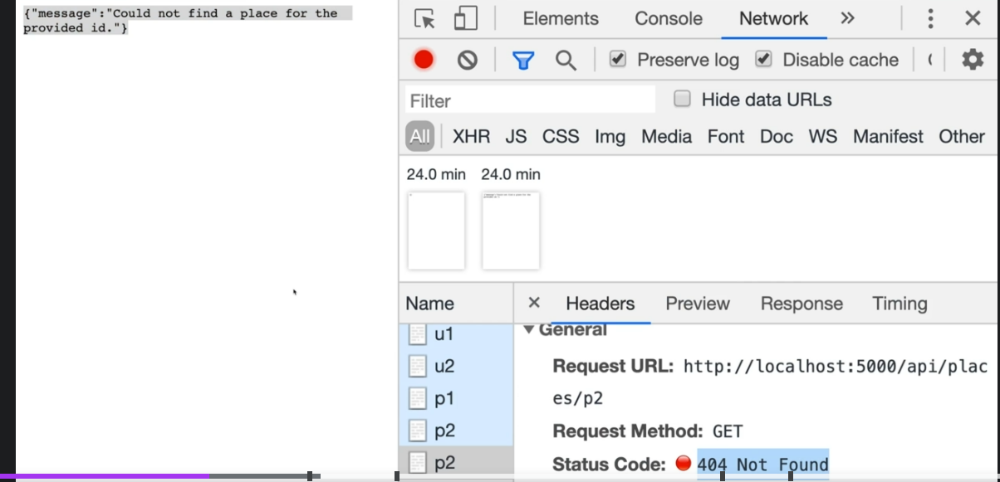 {"message":"Could not find a place for the
provided id."}
Elements Console Network »
Preserve log Disable cache
Filter Hide data URLs
All XHR JS CSS Img Media Font Doc WS Manifest Other
24.0 min 24.0 min
Name × Headers Preview Response Timing
u1
u2
p1
p2
p2
▼ General
Request URL: http://localhost:5000/api/plac
es/p2
Request Method: GET
Status Code: 404 Not Found